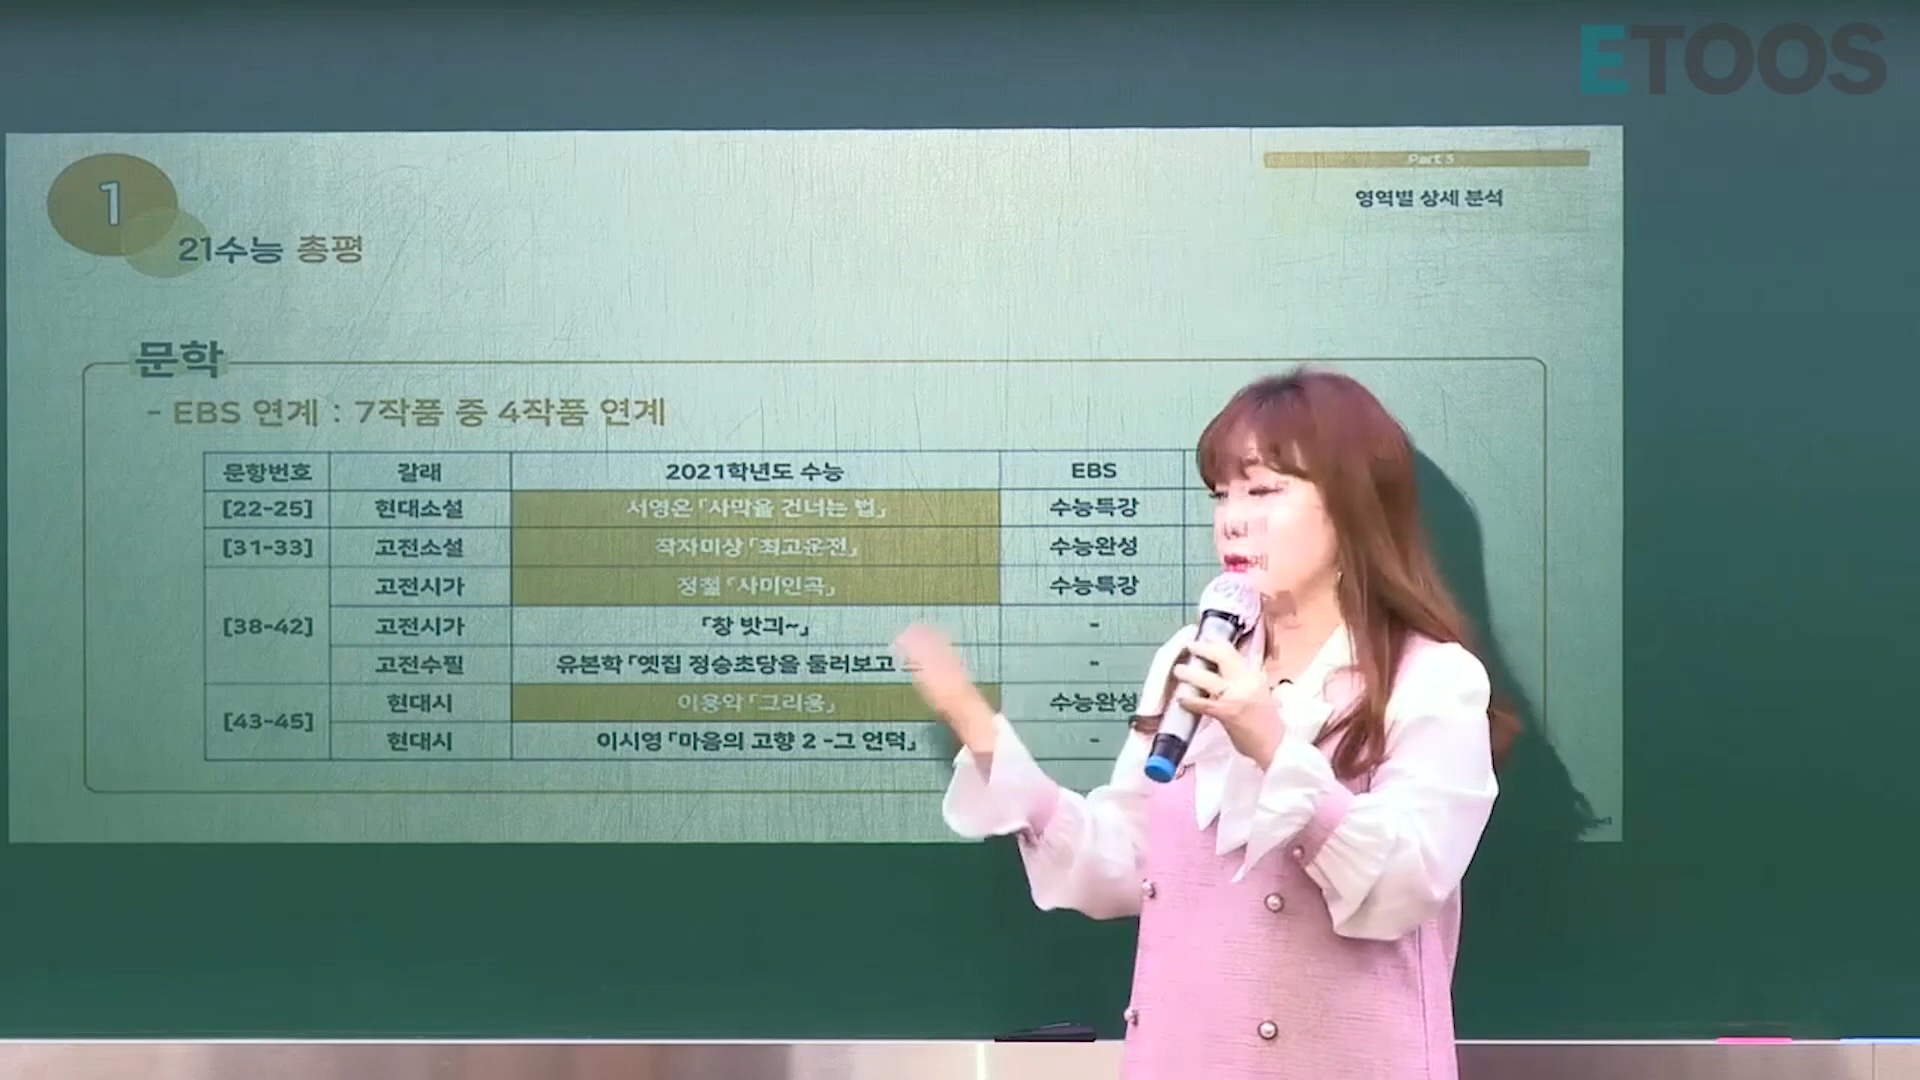 ETOOS
Part 3
영역별 상세 분석
1
21수능 총평
문학
- EBS 연계 : 7작품 중 4작품 연계
문항번호 갈래 2021학년도 수능 EBS
[22-25] 현대소설 서영은「사막을 건너는 법」 수능특강
[31-33] 고전소설 작자미상「최고운전」 수능완성
고전시가 정철「사미인곡」 수능특강
[38-42] 고전시가 「창 밧긔~」 -
고전수필 유본학「옛집 정승초당을 둘러보고 -
현대시 이용악「그리움」 수능완성
[43-45]
현대시 이시영「마음의 고향 2 -그 언덕」 -